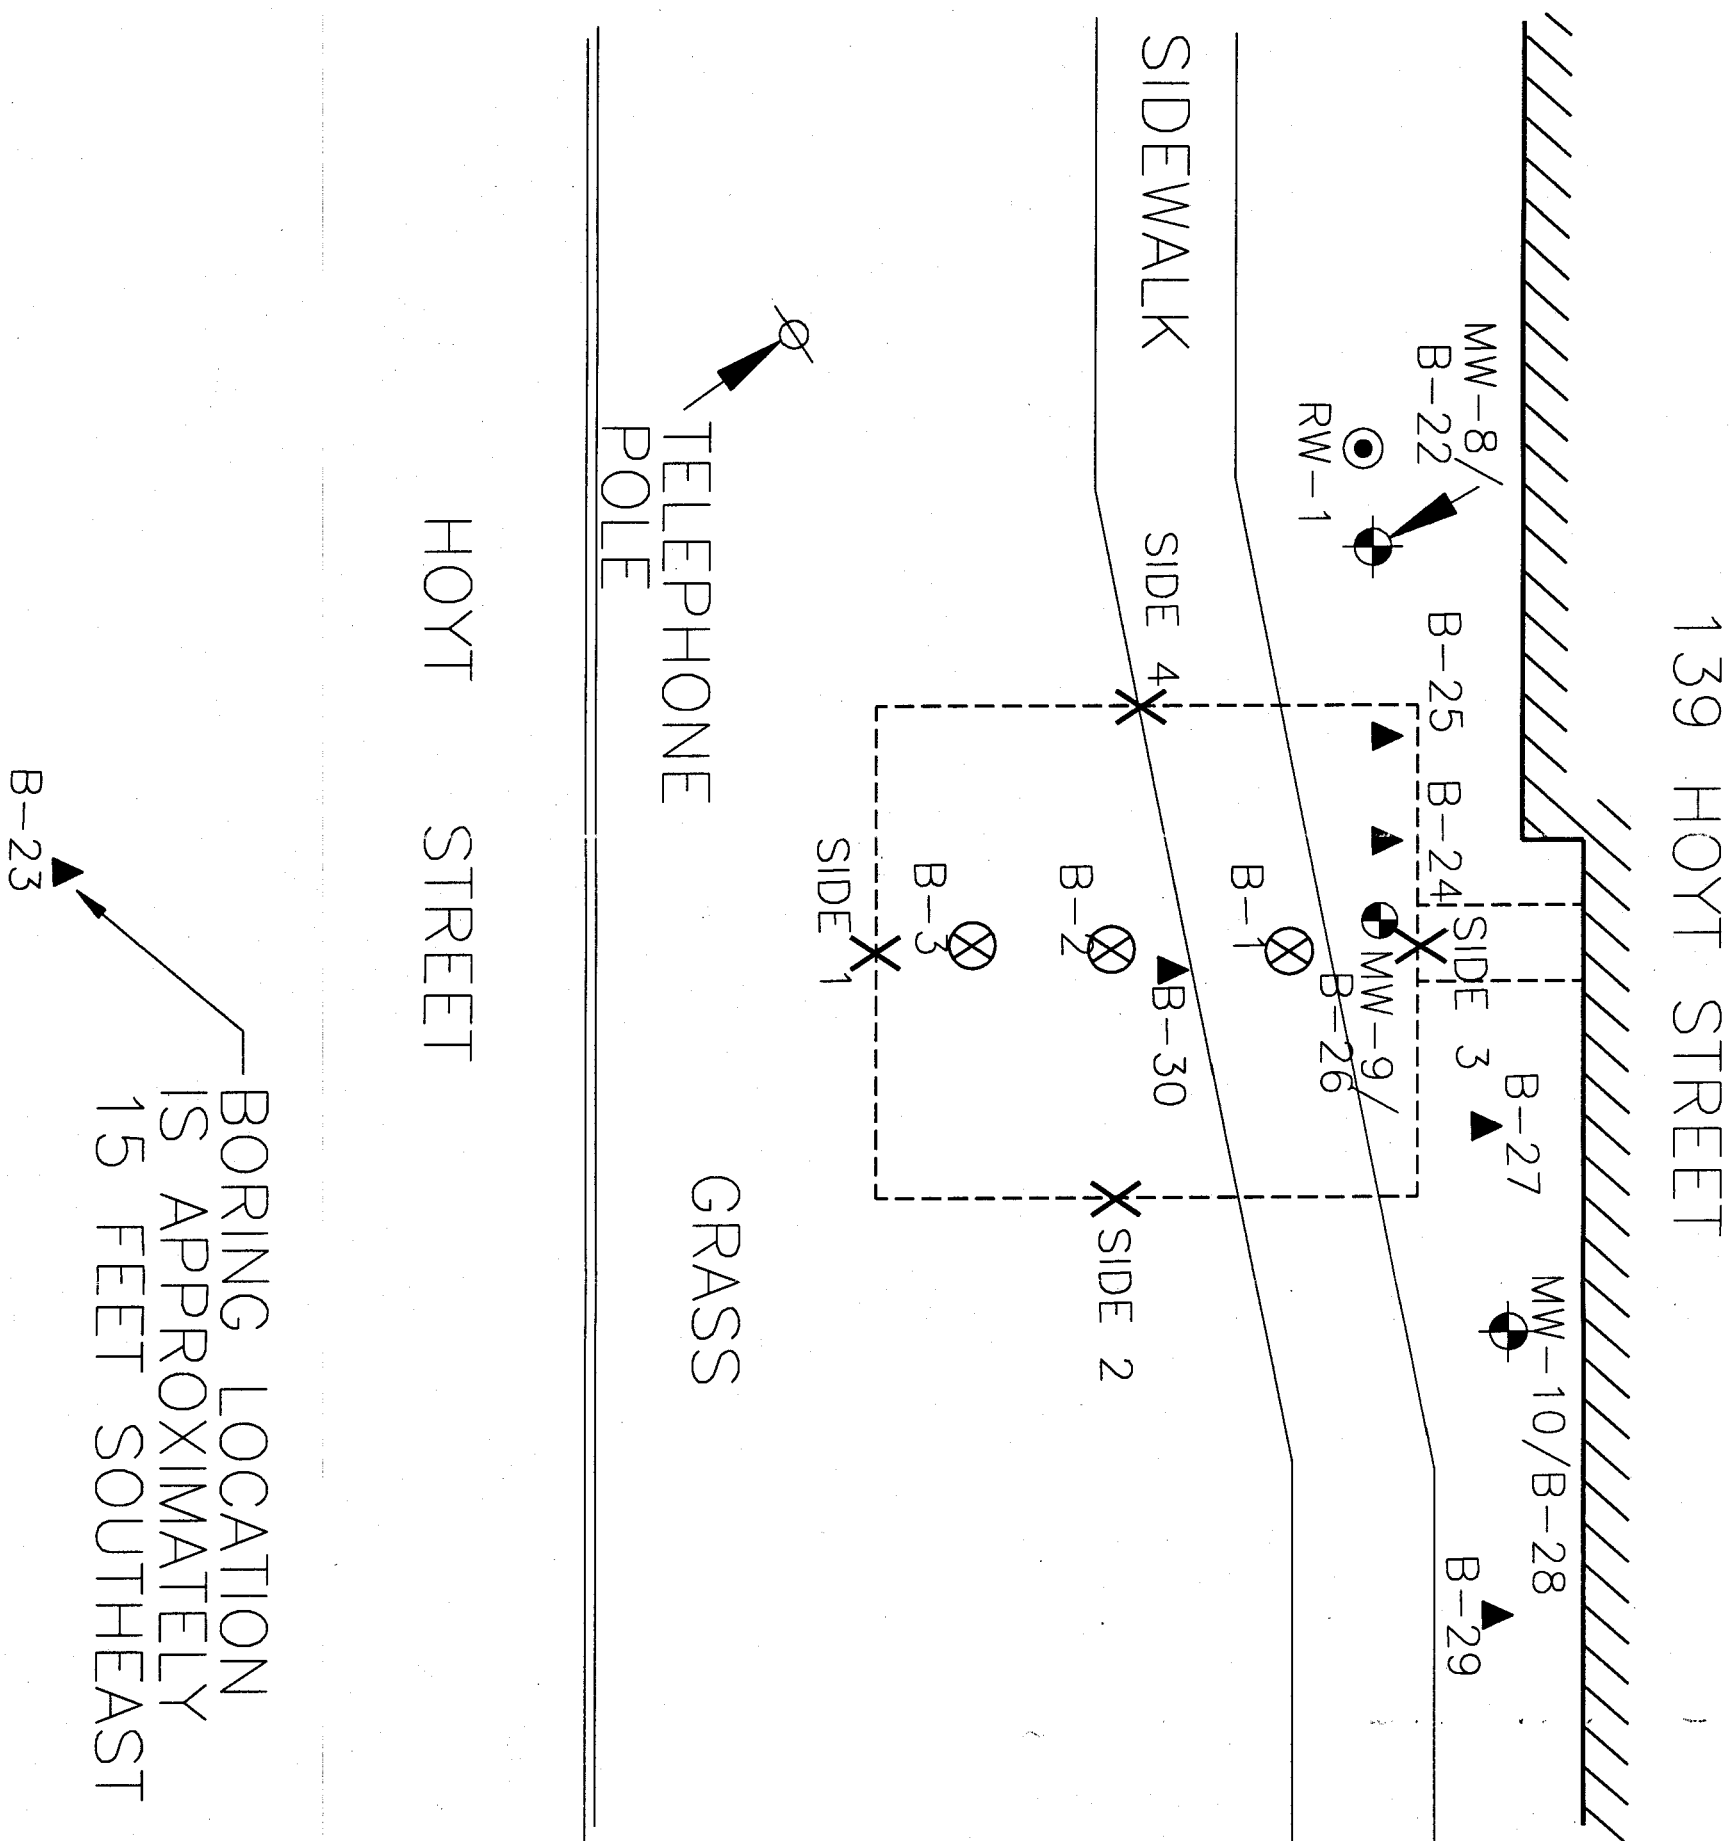 139 HOYT STREET
MW-8/
B-22
RW-1
SIDEWALK
B-25
B-24
SIDE 3
B-27
MW-10/B-28
B-29
SIDE 4
MW-9/
B-26
B-1
B-30
B-2
B-3
SIDE 1
SIDE 2
TELEPHONE
POLE
GRASS
HOYT STREET
B-23
BORING LOCATION
IS APPROXIMATELY
15 FEET SOUTHEAST